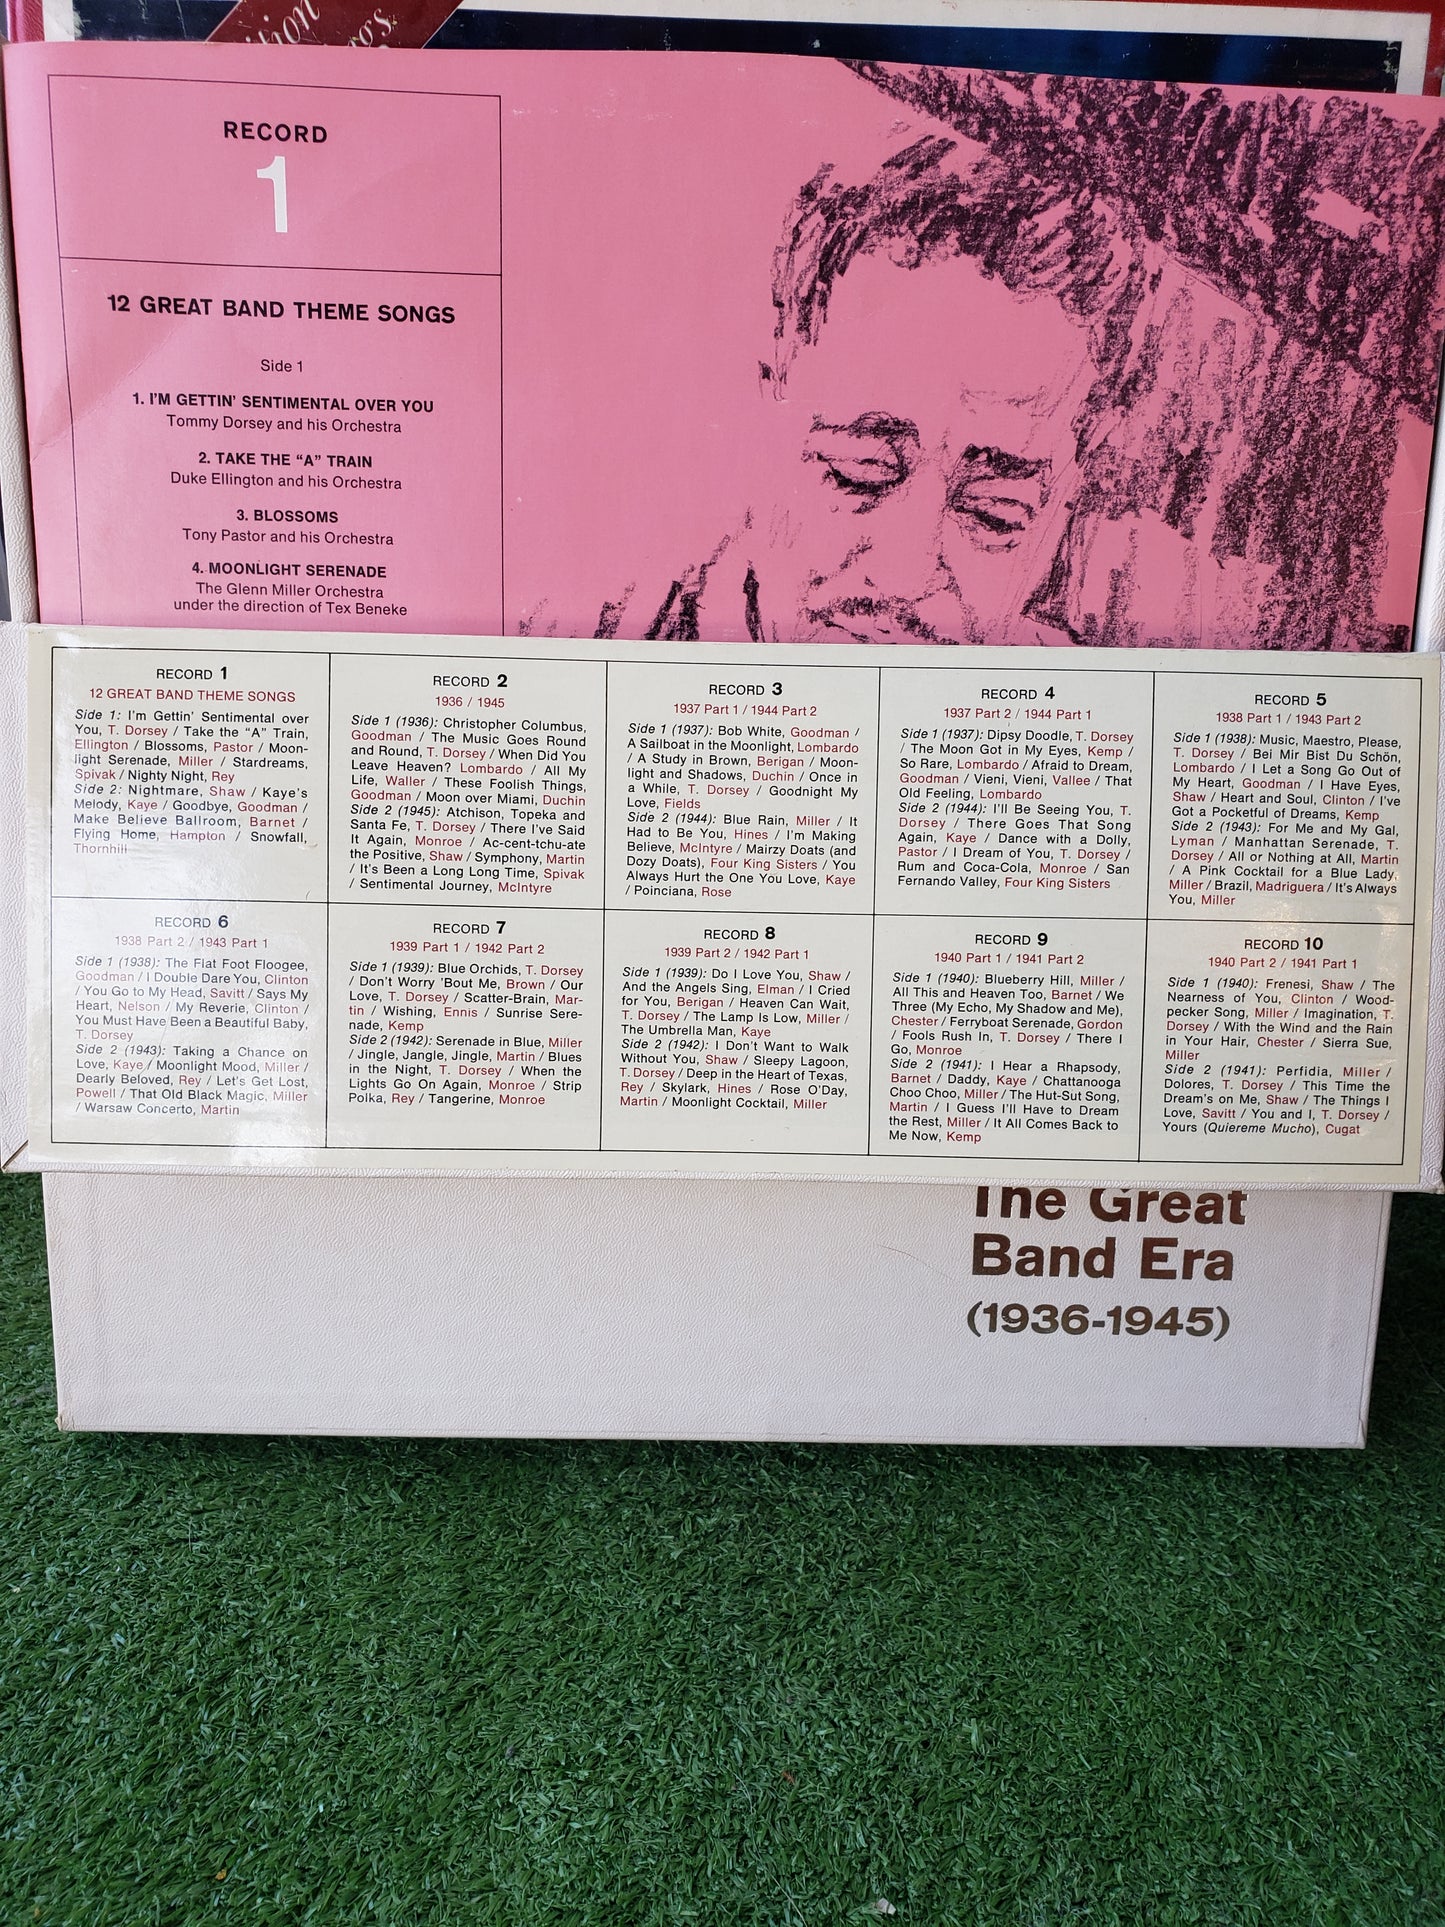 ition
RECORD
1
12 GREAT BAND THEME SONGS
Side 1
1. I'M GETTIN' SENTIMENTAL OVER YOU
Tommy Dorsey and his Orchestra
2. TAKE THE “A” TRAIN
Duke Ellington and his Orchestra
3. BLOSSOMS
Tony Pastor and his Orchestra
4. MOONLIGHT SERENADE
The Glenn Miller Orchestra
under the direction of Tex Beneke
RECORD 1
12 GREAT BAND THEME SONGS
Side 1: I'm Gettin' Sentimental over
You, T. Dorsey / Take the “A” Train,
Ellington / Blossoms, Pastor / Moon-
light Serenade, Miller / Stardreams,
Spivak / Nighty Night, Rey
Side 2: Nightmare, Shaw / Kaye's
Melody, Kaye / Goodbye, Goodman /
Make Believe Ballroom, Barnet /
Flying Home, Hampton / Snowfall,
Thornhill
RECORD 2
1936 / 1945
Side 1 (1936): Christopher Columbus,
Goodman / The Music Goes Round
and Round, T. Dorsey / When Did You
Leave Heaven? Lombardo / All My
Life, Waller / These Foolish Things,
Goodman / Moon over Miami, Duchin
Side 2 (1945): Atchison, Topeka and
Santa Fe, T. Dorsey / There I've Said
It Again, Monroe / Ac-cent-tchu-ate
the Positive, Shaw / Symphony, Martin
/ It's Been a Long Long Time, Spivak
/ Sentimental Journey, McIntyre
RECORD 3
1937 Part 1 / 1944 Part 2
Side 1 (1937): Bob White, Goodman /
A Sailboat in the Moonlight, Lombardo
/ A Study in Brown, Berigan / Moon-
light and Shadows, Duchin / Once in
a While, T. Dorsey / Goodnight My
Love, Fields
Side 2 (1944): Blue Rain, Miller / It
Had to Be You, Hines / I'm Making
Believe, McIntyre / Mairzy Doats (and
Dozy Doats), Four King Sisters / You
Always Hurt the One You Love, Kaye
/ Poinciana, Rose
RECORD 4
1937 Part 2 / 1944 Part 1
Side 1 (1937): Dipsy Doodle, T. Dorsey
/ The Moon Got in My Eyes, Kemp /
So Rare, Lombardo / Afraid to Dream,
Goodman / Vieni, Vieni, Vallee / That
Old Feeling, Lombardo
Side 2 (1944): I'll Be Seeing You, T.
Dorsey / There Goes That Song
Again, Kaye / Dance with a Dolly,
Pastor / I Dream of You, T. Dorsey /
Rum and Coca-Cola, Monroe / San
Fernando Valley, Four King Sisters
RECORD 5
1938 Part 1 / 1943 Part 2
Side 1 (1938): Music, Maestro, Please,
T. Dorsey / Bei Mir Bist Du Schön,
Lombardo / I Let a Song Go Out of
My Heart, Goodman / I Have Eyes,
Shaw / Heart and Soul, Clinton / I've
Got a Pocketful of Dreams, Kemp
Side 2 (1943): For Me and My Gal,
Lyman / Manhattan Serenade, T.
Dorsey / All or Nothing at All, Martin
/ A Pink Cocktail for a Blue Lady,
Miller / Brazil, Madriguera / It's Always
You, Miller
RECORD 6
1938 Part 2 / 1943 Part 1
Side 1 (1938): The Flat Foot Floogee,
Goodman / I Double Dare You, Clinton
/ You Go to My Head, Savitt / Says My
Heart, Nelson / My Reverie, Clinton /
You Must Have Been a Beautiful Baby,
T. Dorsey
Side 2 (1943): Taking a Chance on
Love, Kaye / Moonlight Mood, Miller /
Dearly Beloved, Rey / Let's Get Lost,
Powell / That Old Black Magic, Miller
/ Warsaw Concerto, Martin
RECORD 7
1939 Part 1 / 1942 Part 2
Side 1 (1939): Blue Orchids, T. Dorsey
/ Don't Worry 'Bout Me, Brown / Our
Love, T. Dorsey / Scatter-Brain, Mar-
tin / Wishing, Ennis / Sunrise Sere-
nade, Kemp
Side 2 (1942): Serenade in Blue, Miller
/ Jingle, Jangle, Jingle, Martin / Blues
in the Night, T. Dorsey / When the
Lights Go On Again, Monroe / Strip
Polka, Rey / Tangerine, Monroe
RECORD 8
1939 Part 2 / 1942 Part 1
Side 1 (1939): Do I Love You, Shaw /
And the Angels Sing, Elman / I Cried
for You, Berigan / Heaven Can Wait,
T. Dorsey / The Lamp Is Low, Miller /
The Umbrella Man, Kaye
Side 2 (1942): I Don't Want to Walk
Without You, Shaw / Sleepy Lagoon,
T. Dorsey / Deep in the Heart of Texas,
Rey / Skylark, Hines / Rose O'Day,
Martin / Moonlight Cocktail, Miller
RECORD 9
1940 Part 1 / 1941 Part 2
Side 1 (1940): Blueberry Hill, Miller /
All This and Heaven Too, Barnet / We
Three (My Echo, My Shadow and Me),
Chester / Ferryboat Serenade, Gordon
/ Fools Rush In, T. Dorsey / There I
Go, Monroe
Side 2 (1941): I Hear a Rhapsody,
Barnet / Daddy, Kaye / Chattanooga
Choo Choo, Miller / The Hut-Sut Song,
Martin / I Guess I'll Have to Dream
the Rest, Miller / It All Comes Back to
Me Now, Kemp
RECORD 10
1940 Part 2 / 1941 Part 1
Side 1 (1940): Frenesi, Shaw / The
Nearness of You, Clinton / Wood-
pecker Song, Miller / Imagination, T.
Dorsey / With the Wind and the Rain
in Your Hair, Chester / Sierra Sue,
Miller
Side 2 (1941): Perfidia, Miller /
Dolores, T. Dorsey / This Time the
Dream's on Me, Shaw / The Things I
Love, Savitt / You and I, T. Dorsey /
Yours (Quiereme Mucho), Cugat
The Great
Band Era
(1936-1945)